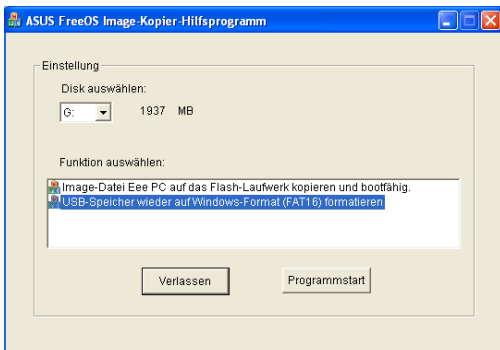 ASUS FreeOS Image-Kopier-Hilfsprogramm
Einstellung
Disk auswählen:
G: 1937 MB
Funktion auswählen:
Image-Datei Eee PC auf das Flash-Laufwerk kopieren und bootfähig.
USB-Speicher wieder auf Windows-Format (FAT16) formatieren
Verlassen Programmstart